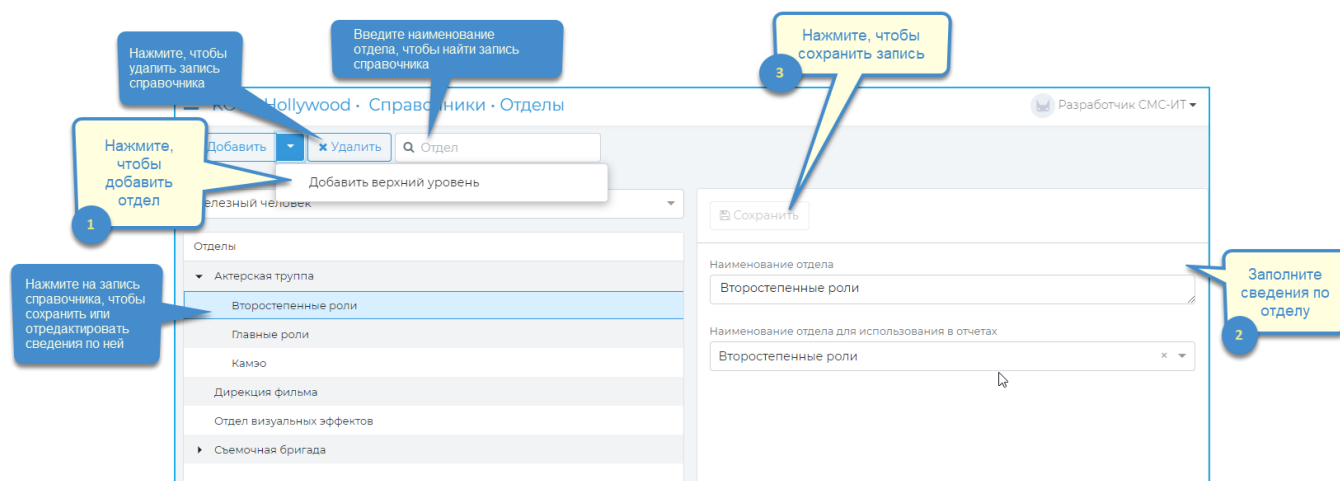 Нажмите, чтобы
удалить запись
справочника
Введите наименование
отдела, чтобы найти запись
справочника
Нажмите, чтобы
сохранить запись
3
Hollywood · Справочники · Отделы
Разработчик СМС-ИТ
Нажмите,
чтобы
добавить
отдел
1
Добавить
Удалить
Отдел
Добавить верхний уровень
елезный человек
Сохранить
Отделы
Актерская труппа
Второстепенные роли
Главные роли
Камэо
Дирекция фильма
Отдел визуальных эффектов
Съемочная бригада
Нажмите на запись
справочника, чтобы
сохранить или
отредактировать
сведения по ней
Наименование отдела
Второстепенные роли
Наименование отдела для использования в отчетах
Второстепенные роли
Заполните
сведения по
отделу
2